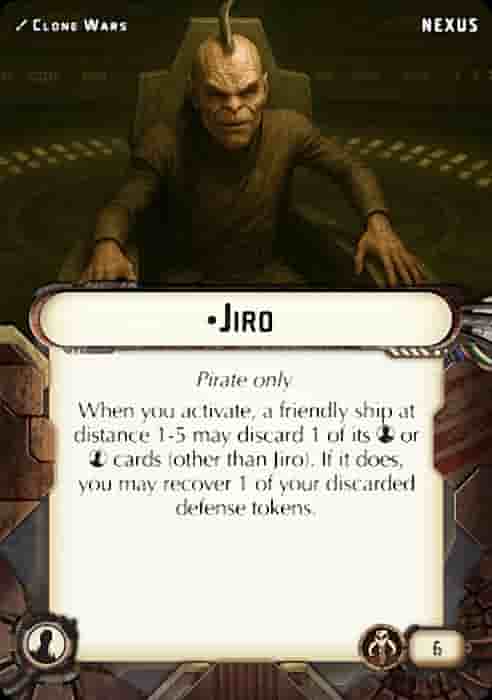 Clone Wars
NEXUS
•Jiro
Pirate only
When you activate, a friendly ship at
distance 1-5 may discard 1 of its or
cards (other than Jiro). If it does,
you may recover 1 of your discarded
defense tokens.
6